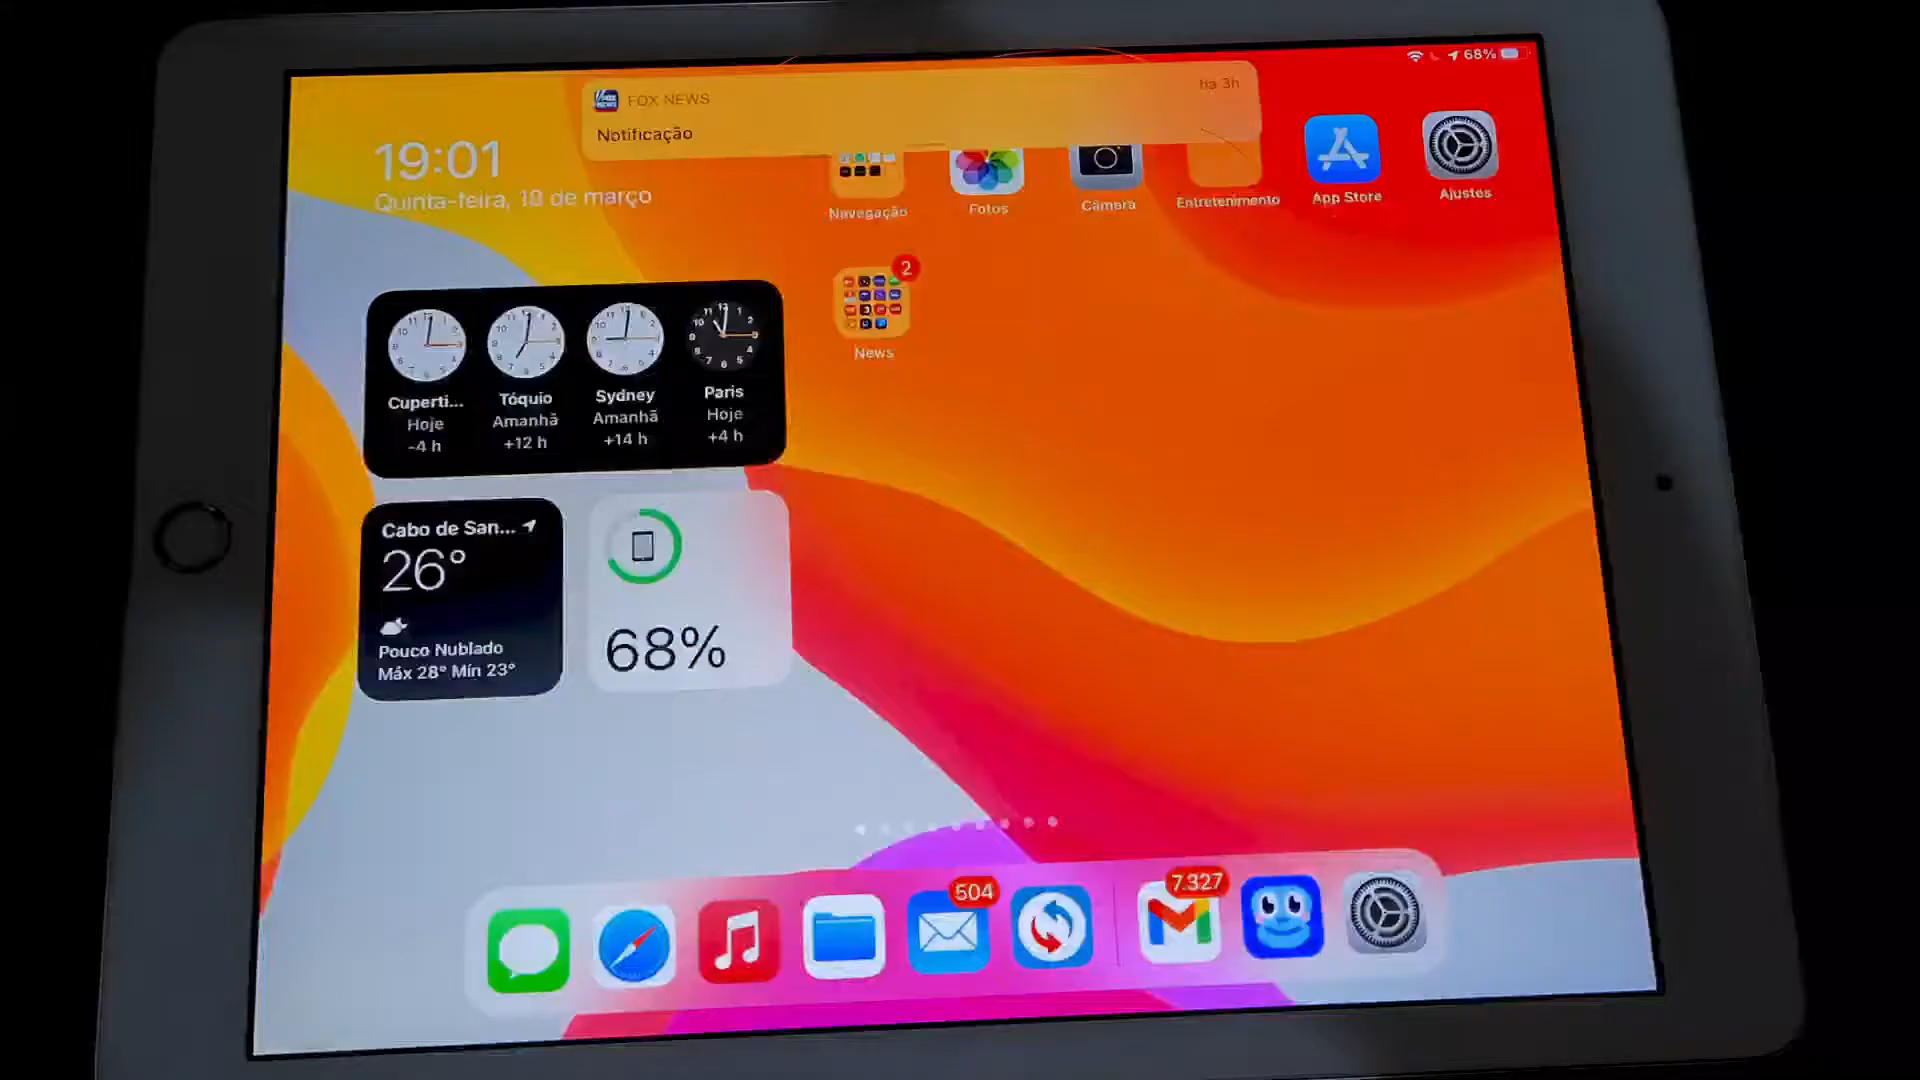 68%
FOX NEWS
há 3h
Notificação
19:01
Quinta-feira, 10 de março
Navegação
Fotos
Câmera
Entretenimento
App Store
Ajustes
2
News
Cuperti...
Hoje
-4 h
Tóquio
Amanhã
+12 h
Sydney
Amanhã
+14 h
Paris
Hoje
+4 h
Cabo de San...
26°
Pouco Nublado
Máx 28° Mín 23°
68%
504
7.327